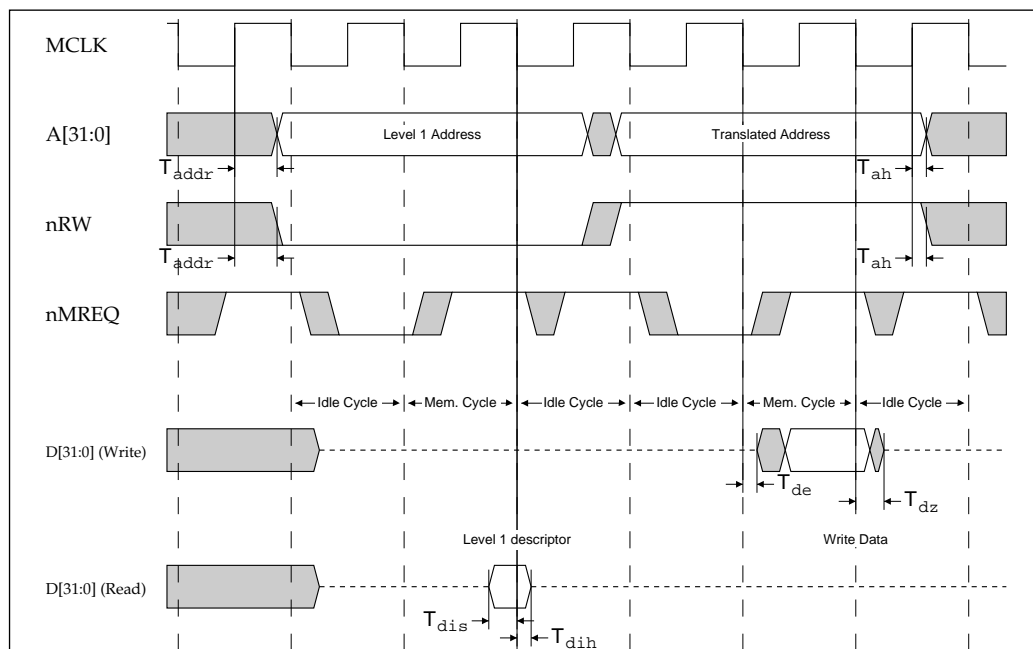 MCLK
A[31:0]
Level 1 Address
Translated Address
Taddr
Tah
nRW
Taddr
Tah
nMREQ
Idle Cycle
Mem. Cycle
Idle Cycle
Idle Cycle
Mem. Cycle
Idle Cycle
D[31:0] (Write)
Tde
Tdz
Level 1 descriptor
Write Data
D[31:0] (Read)
Tdis
Tdih